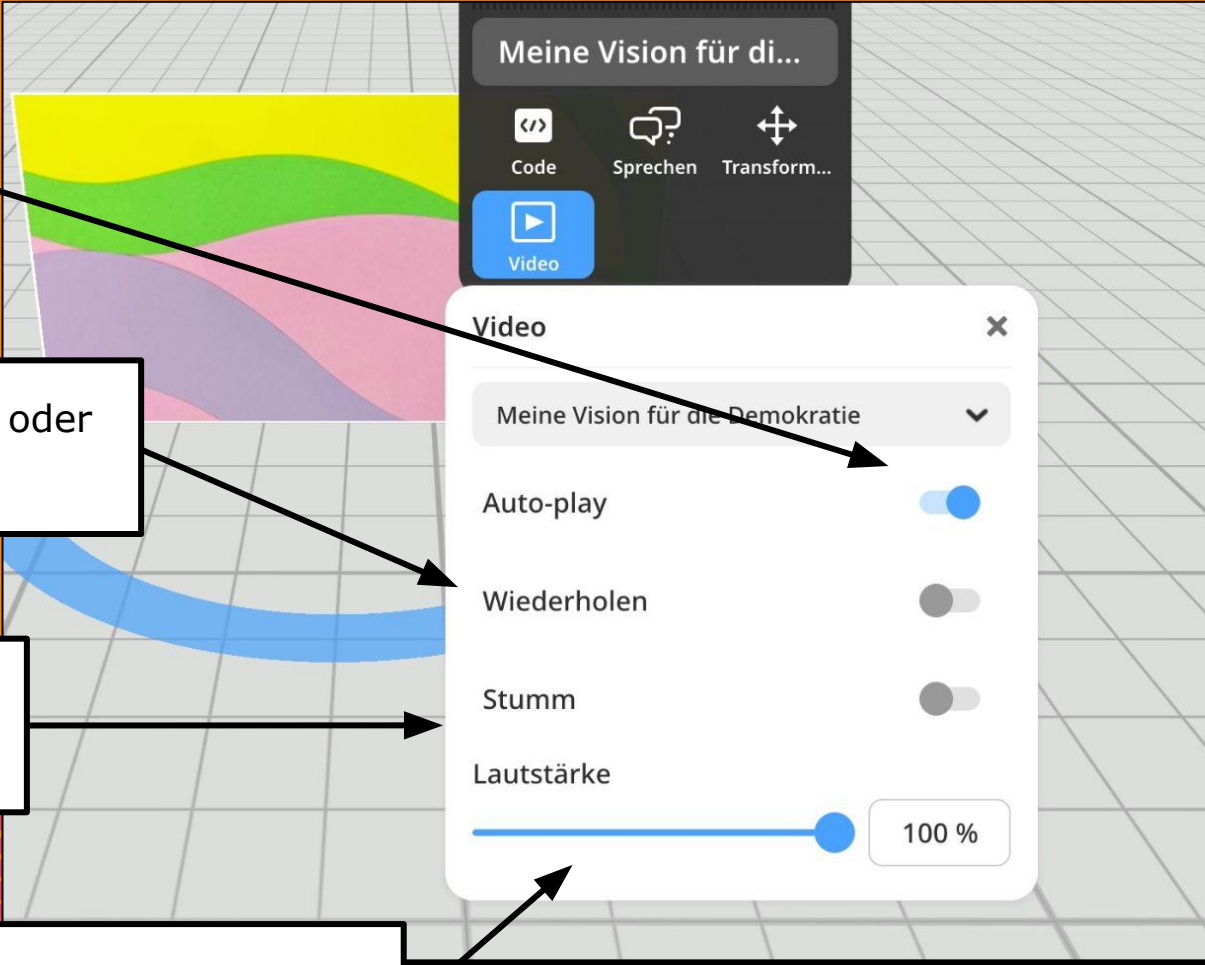 Meine Vision für di...
Code
Sprechen
Transform...
Video
Video
Meine Vision für die Demokratie
oder
Auto-play
Wiederholen
Stumm
Lautstärke
100 %